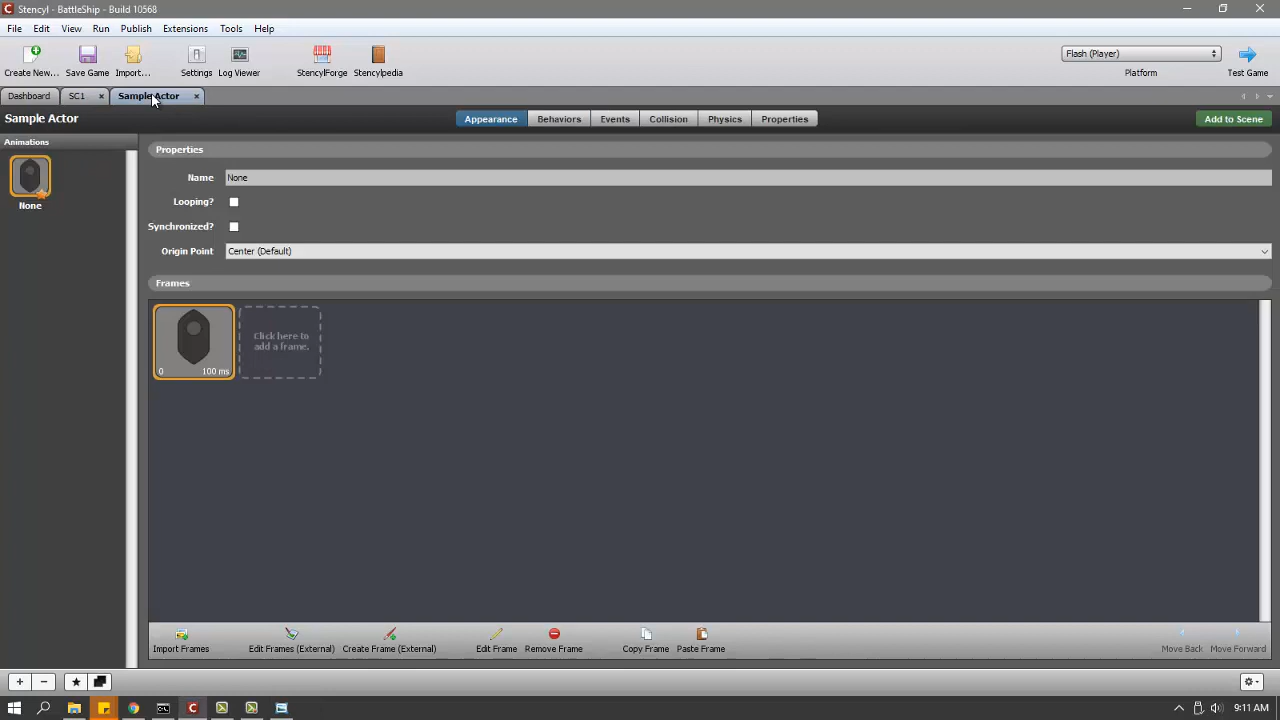 Stencyl - BattleShip - Build 10568
File Edit View Run Publish Extensions Tools Help
Create New... Save Game Import... Settings Log Viewer StencylForge Stencylpedia Flash (Player) Platform Test Game
Dashboard SC1 × Sample Actor ×
Sample Actor Appearance Behaviors Events Collision Physics Properties Add to Scene
Animations
None
Properties
Name None
Looping?
Synchronized?
Origin Point Center (Default)
Frames
Click here to
add a frame.
0 100 ms
Import Frames Edit Frames (External) Create Frame (External) Edit Frame Remove Frame Copy Frame Paste Frame Move Back Move Forward
9:11 AM